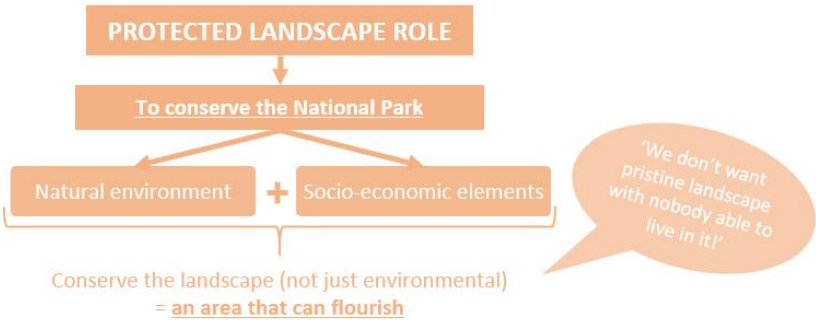 PROTECTED LANDSCAPE ROLE
To conserve the National Park
Natural environment + Socio-economic elements
'We don't want
pristine landscape
with nobody able to
live in it!'
Conserve the landscape (not just environmental)
= an area that can flourish